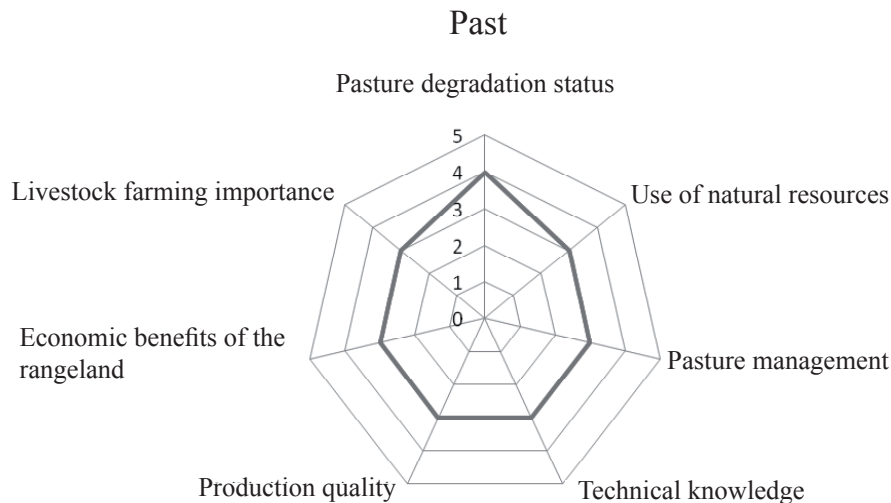 Past
Pasture degradation status
5
4
3
2
1
0
Livestock farming importance
Use of natural resources
Economic benefits of the
rangeland
Pasture management
Production quality
Technical knowledge